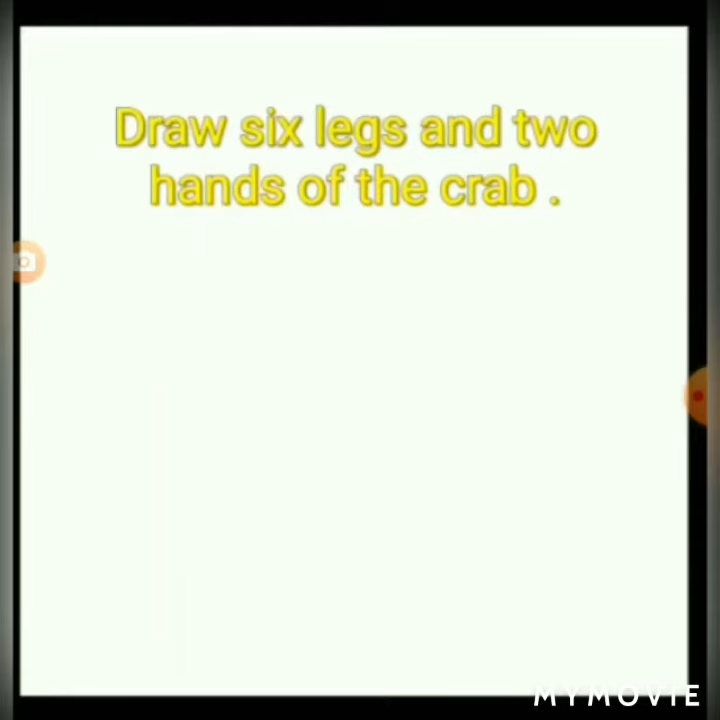 Draw six legs and two
hands of the crab .
MYMOVIE